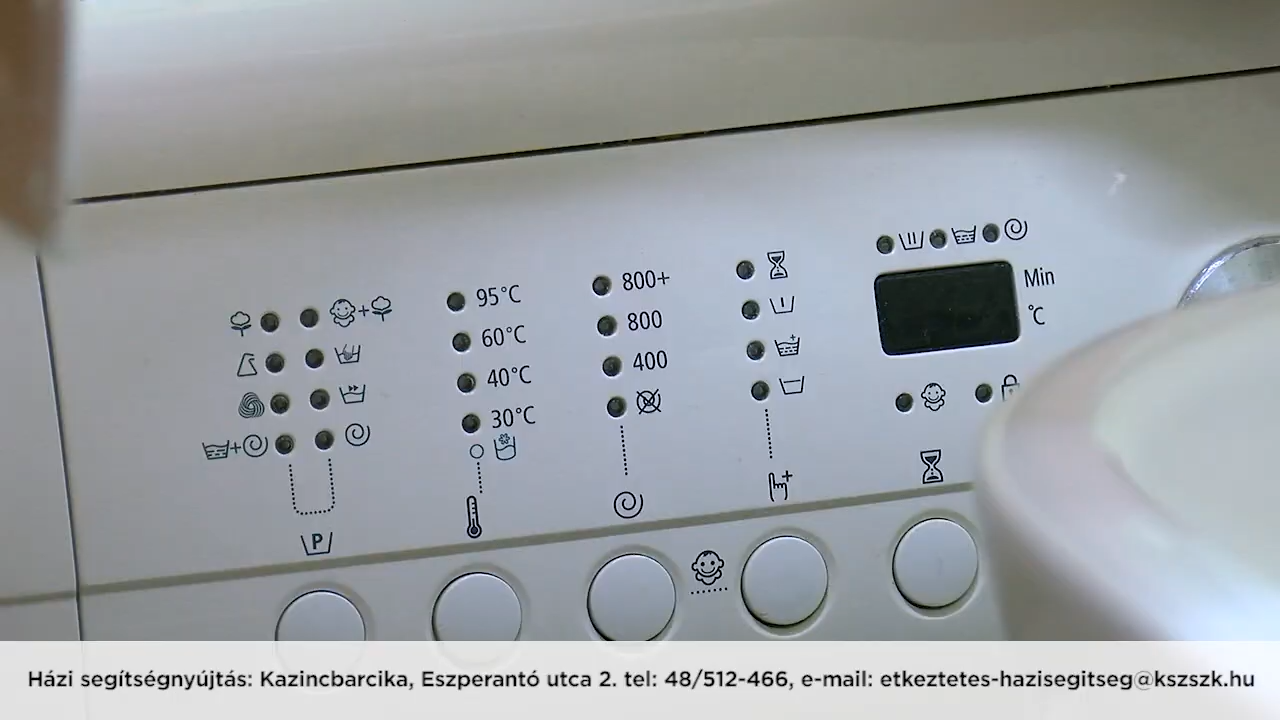 800+
95°C
800
60°C
400
40°C
30°C
Min
°C
P
Házi segítségnyújtás: Kazincbarcika, Eszperantó utca 2. tel: 48/512-466, e-mail: etkeztetes-hazisegitseg@kszszk.hu